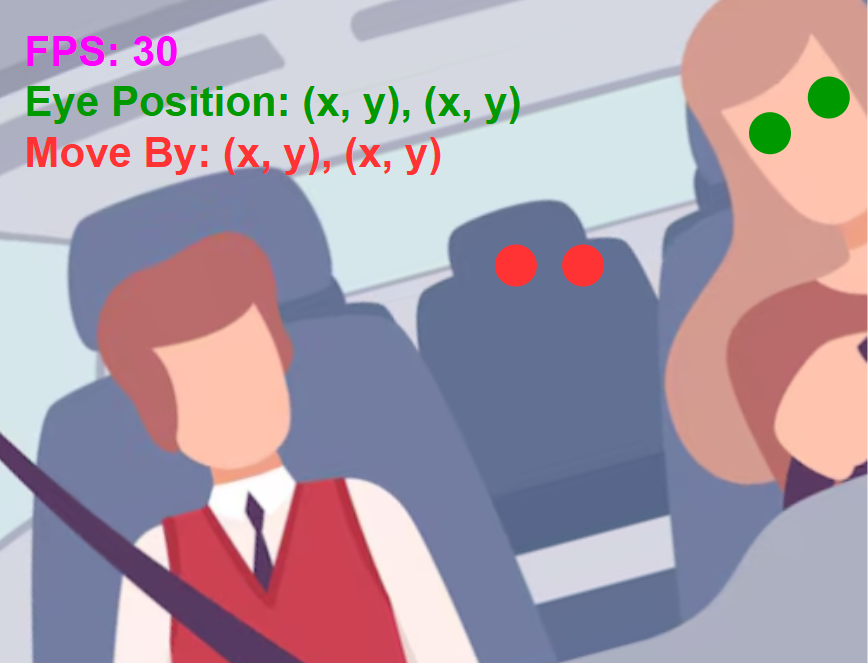 FPS: 30
Eye Position: (x, y), (x, y)
Move By: (x, y), (x, y)